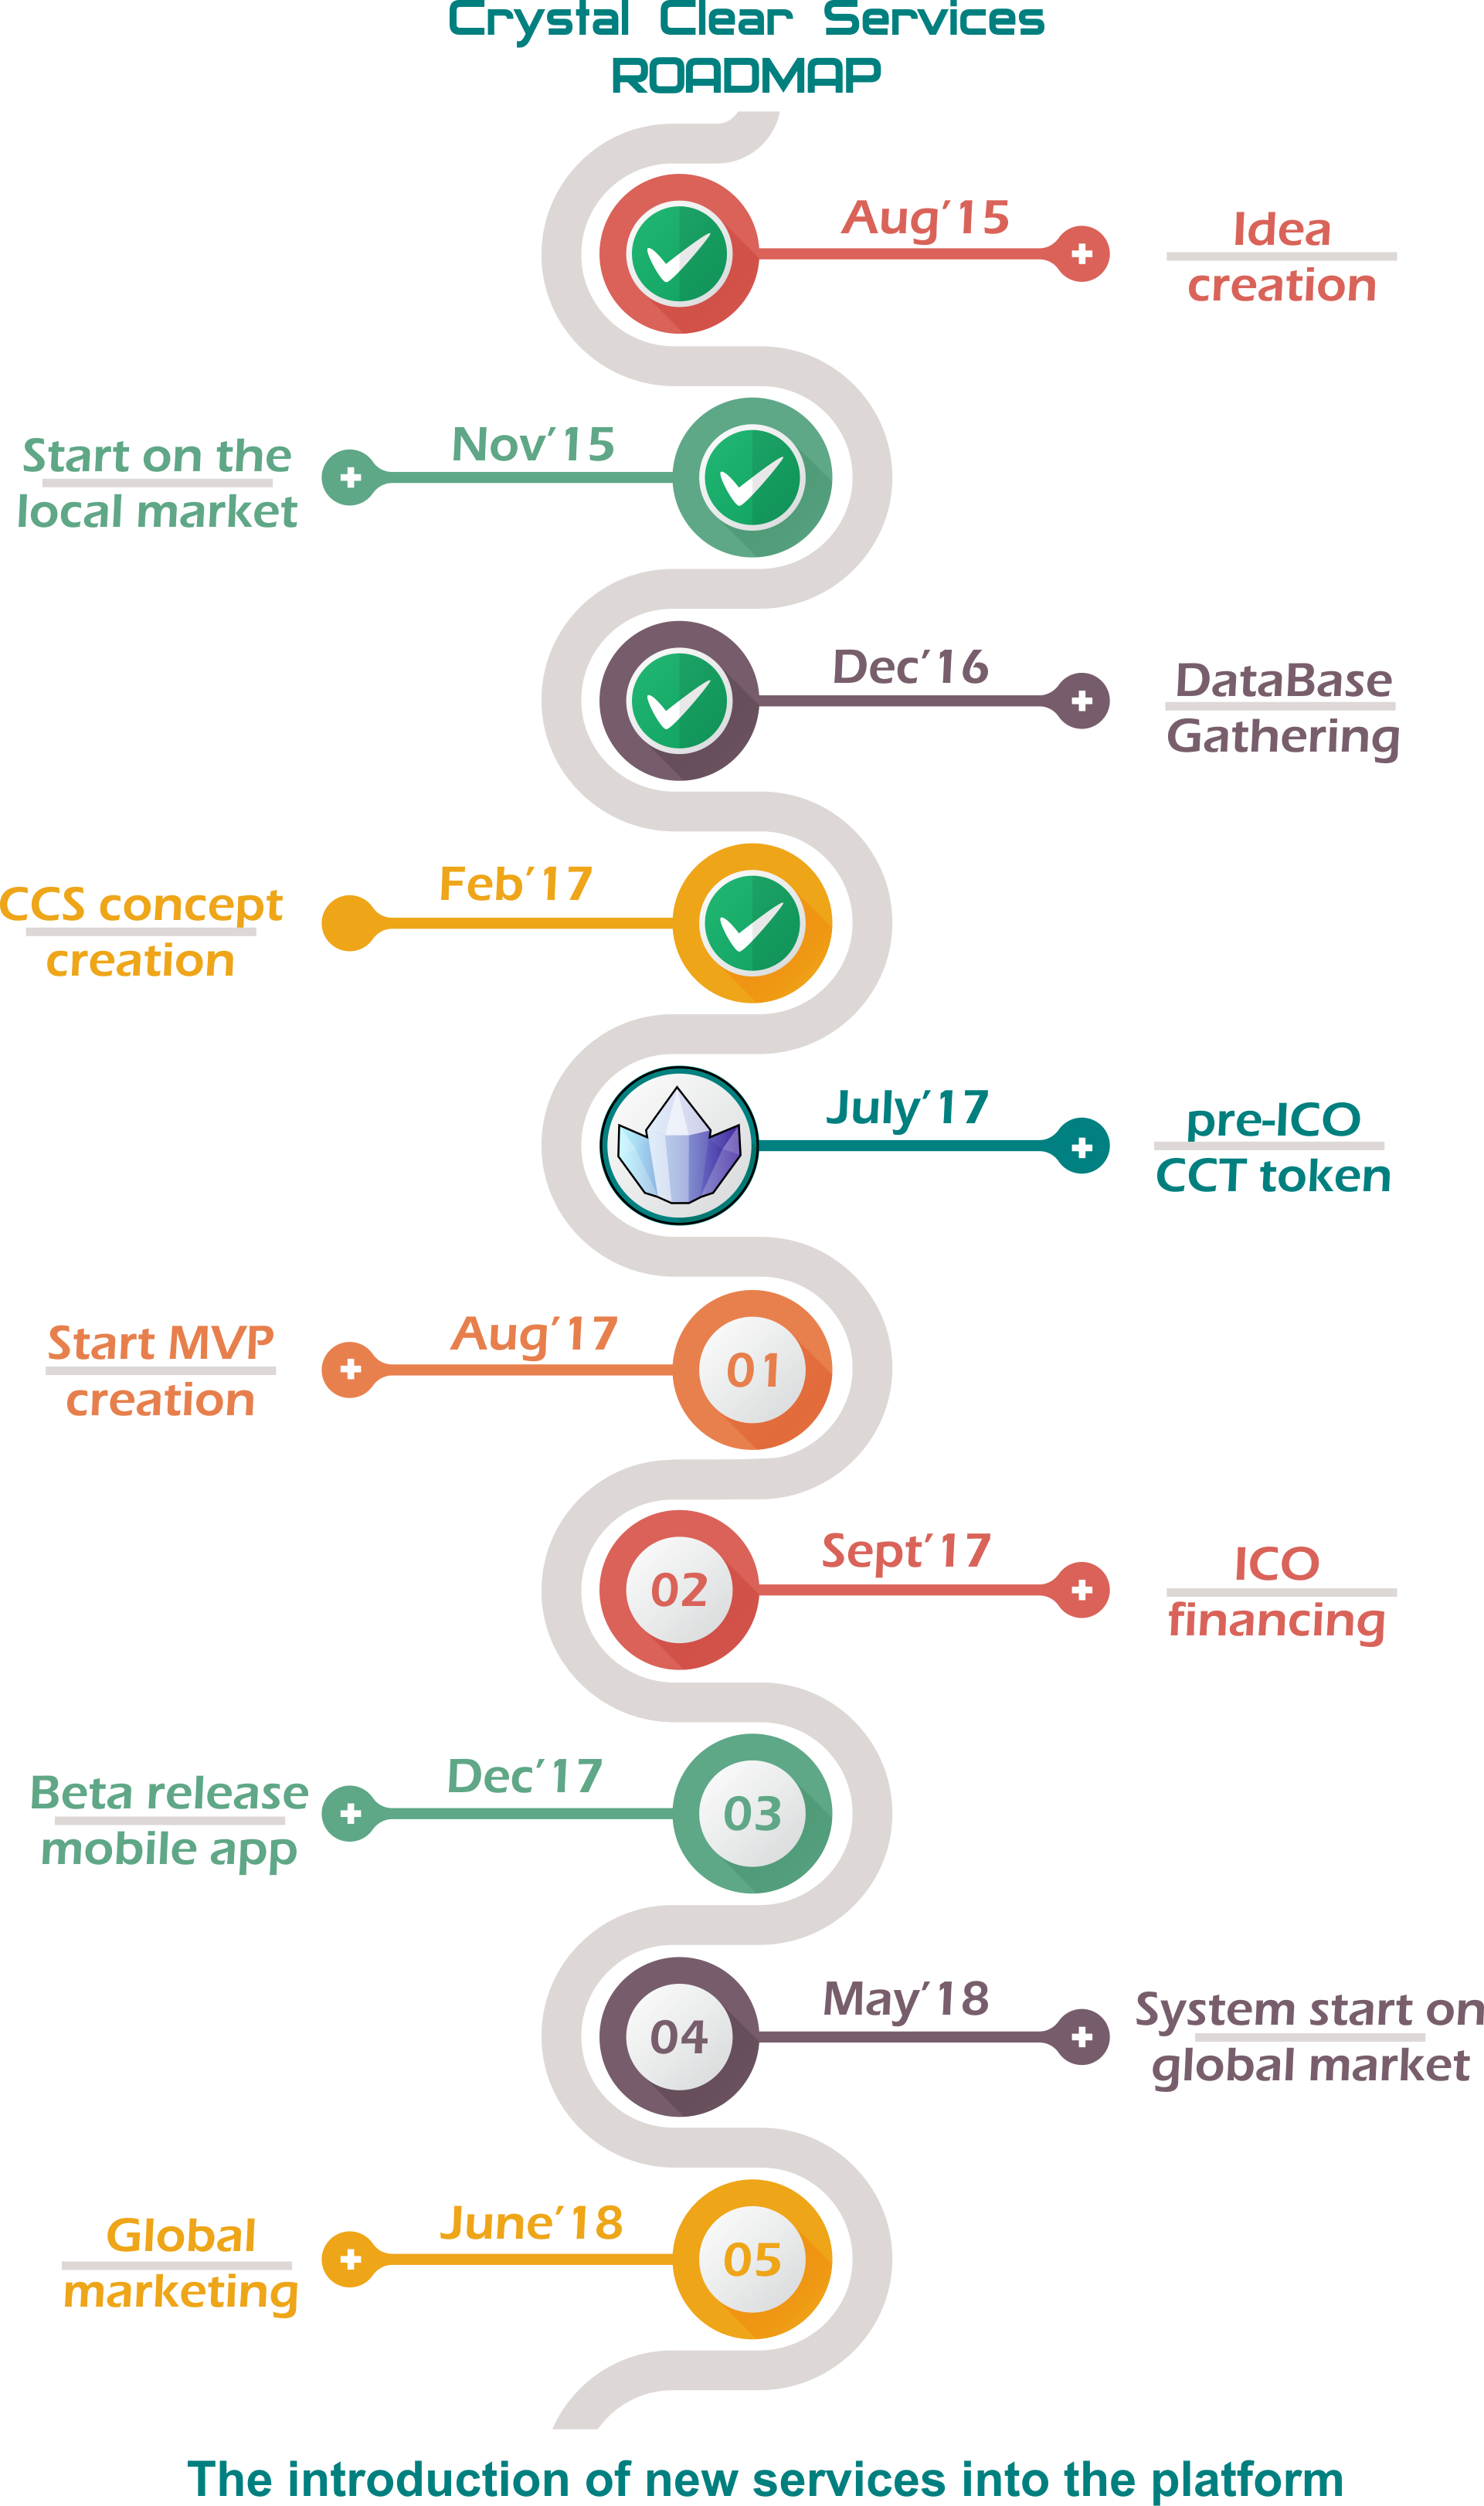 Crystal Clear Services
ROADMAP
Aug'15
Idea
creation
Nov'15
Start on the
local market
Dec'16
DataBase
Gathering
Feb'17
CCS concept
creation
July'17
pre-ICO
CCT token
Aug'17
Start MVP
creation
01
Sept'17
ICO
financing
02
Dec'17
Beta release
mobile app
03
May'18
System start on
global market
04
June'18
Global
marketing
05
The introduction of new services into the platform